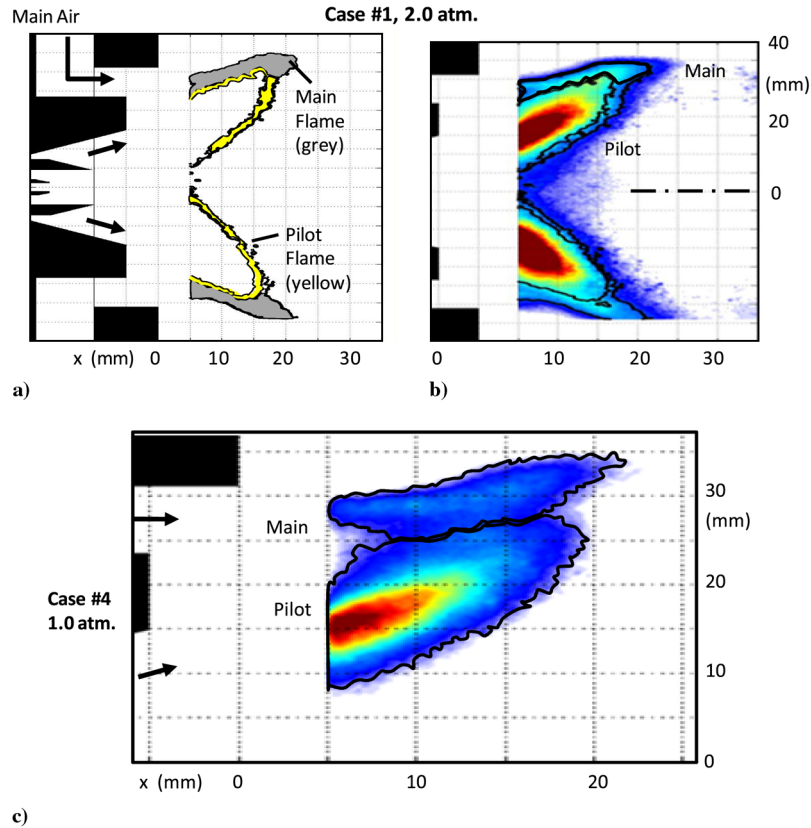 Case #1, 2.0 atm.
Main Air
Main
Flame
(grey)
Pilot
Flame
(yellow)
x (mm) 0 10 20 30
a)
40
(mm)
Main
20
Pilot
0
0 10 20 30
b)
30
(mm)
Main
Case #4
1.0 atm.
20
Pilot
10
0
x (mm) 0 10 20
c)